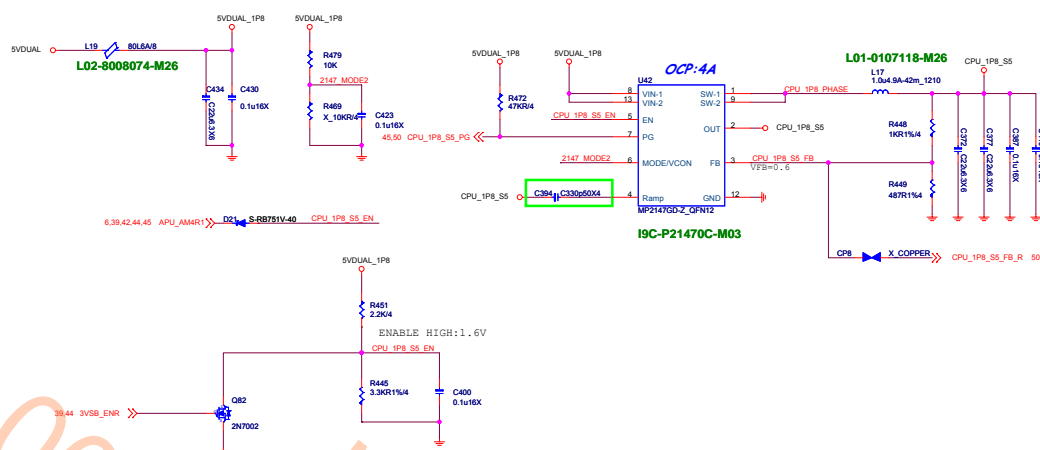 5VDUAL_1P8
5VDUAL_1P8
5VDUAL
L19
80L6A/8
L02-8008074-M26
C434
C22u6.3X6
C430
0.1u16X
R479
10K
2147_MODE2
R469
X_10KR/4
C423
0.1u16X
5VDUAL_1P8
5VDUAL_1P8
R472
47KR/4
CPU_1P8_S5_EN
45,50 CPU_1P8_S5_PG
2147_MODE2
CPU_1P8_S5
C394
C330p50X4
OCP:4A
U42
8
VIN-1
13
VIN-2
5
EN
7
PG
6
MODE/VCON
4
Ramp
SW-1
1
SW-2
9
OUT
2
FB
3
GND
12
MP2147GD-Z_QFN12
I9C-P21470C-M03
CPU_1P8_PHASE
CPU_1P8_S5
CPU_1P8_S5_FB
VFB=0.6
L01-0107118-M26
L17
1.0u4.9A-42m_1210
CPU_1P8_S5
R448
1KR1%/4
R449
487R1%4
C372
C22u6.3X6
C377
C22u6.3X6
C387
0.1u16X
CP8
X_COPPER
CPU_1P8_S5_FB_R 50
6,39,42,44,45 APU_AM4R1
D21
S-RB751V-40
CPU_1P8_S5_EN
5VDUAL_1P8
R451
2.2K/4
ENABLE HIGH:1.6V
CPU_1P8_S5_EN
R445
3.3KR1%/4
C400
0.1u16X
39,44 3VSB_ENR
Q82
2N7002